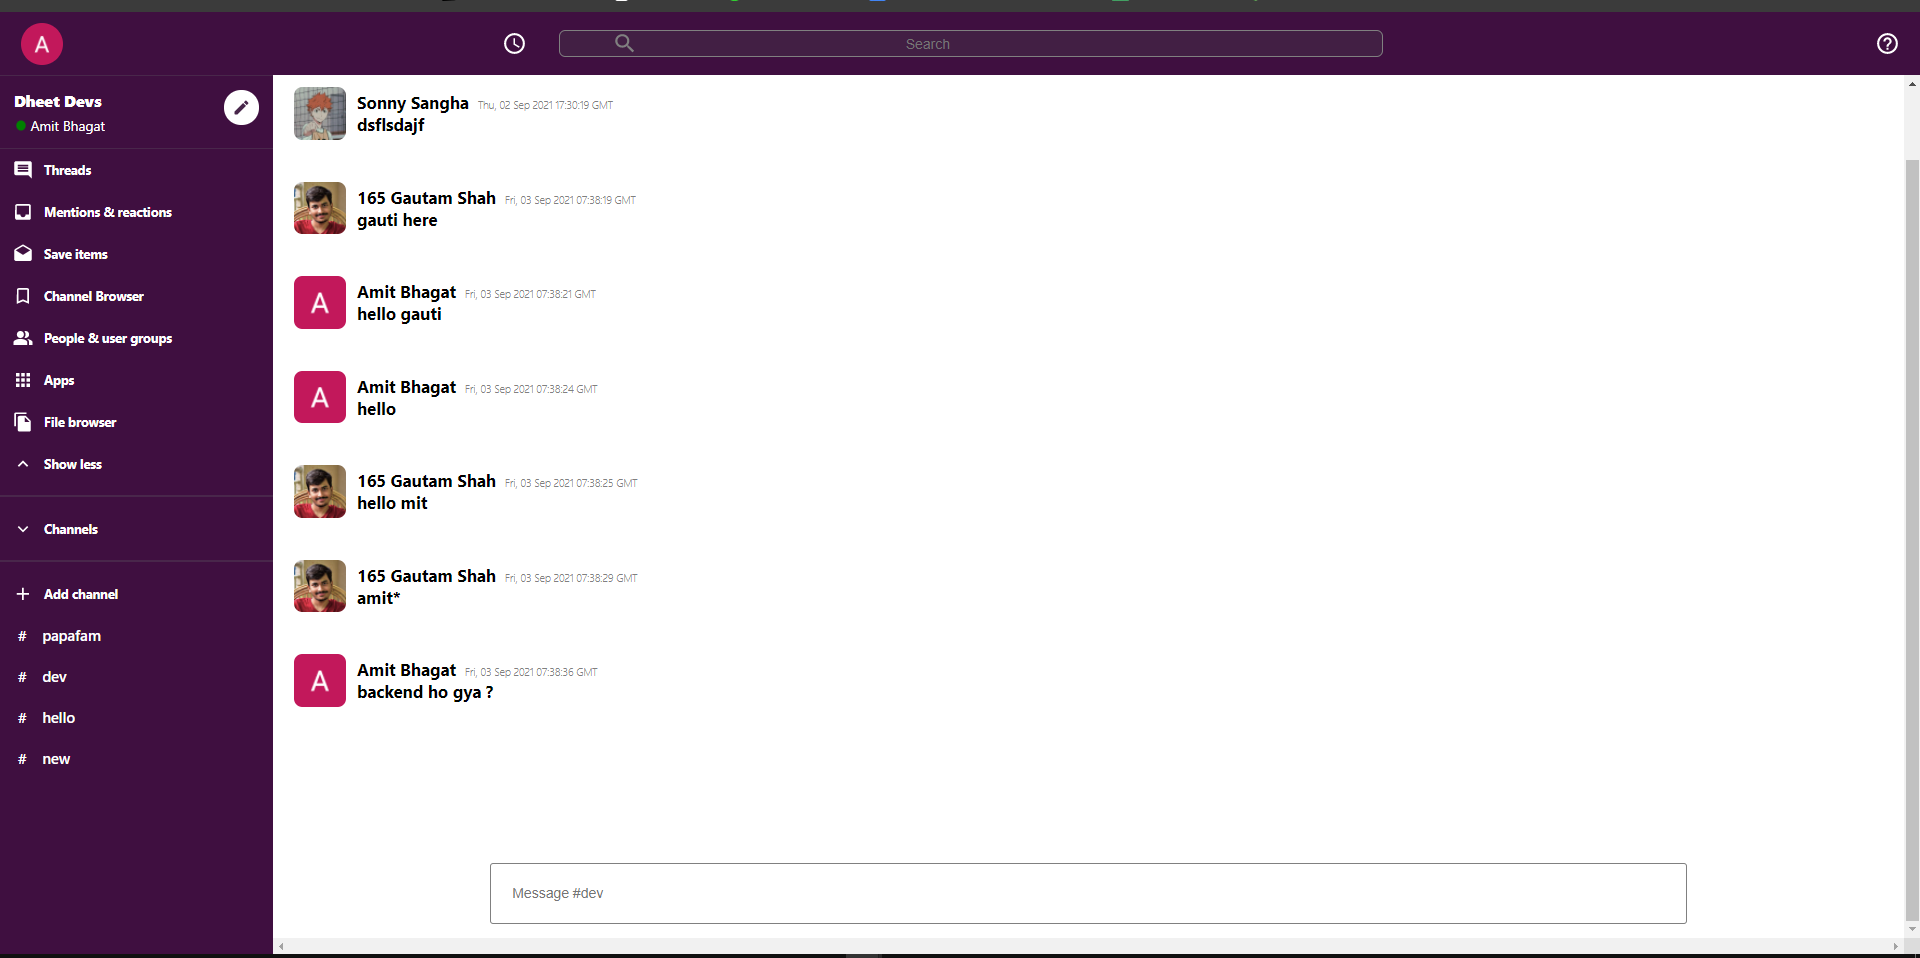 A
Search
Dheet Devs
Amit Bhagat
Threads
Mentions & reactions
Save items
Channel Browser
People & user groups
Apps
File browser
Show less
Channels
Add channel
# papafam
# dev
# hello
# new
Sonny Sangha Thu, 02 Sep 2021 17:30:19 GMT
dsflsdajf
165 Gautam Shah Fri, 03 Sep 2021 07:38:19 GMT
gauti here
A
Amit Bhagat Fri, 03 Sep 2021 07:38:21 GMT
hello gauti
A
Amit Bhagat Fri, 03 Sep 2021 07:38:24 GMT
hello
165 Gautam Shah Fri, 03 Sep 2021 07:38:25 GMT
hello mit
165 Gautam Shah Fri, 03 Sep 2021 07:38:29 GMT
amit*
A
Amit Bhagat Fri, 03 Sep 2021 07:38:36 GMT
backend ho gya ?
Message #dev